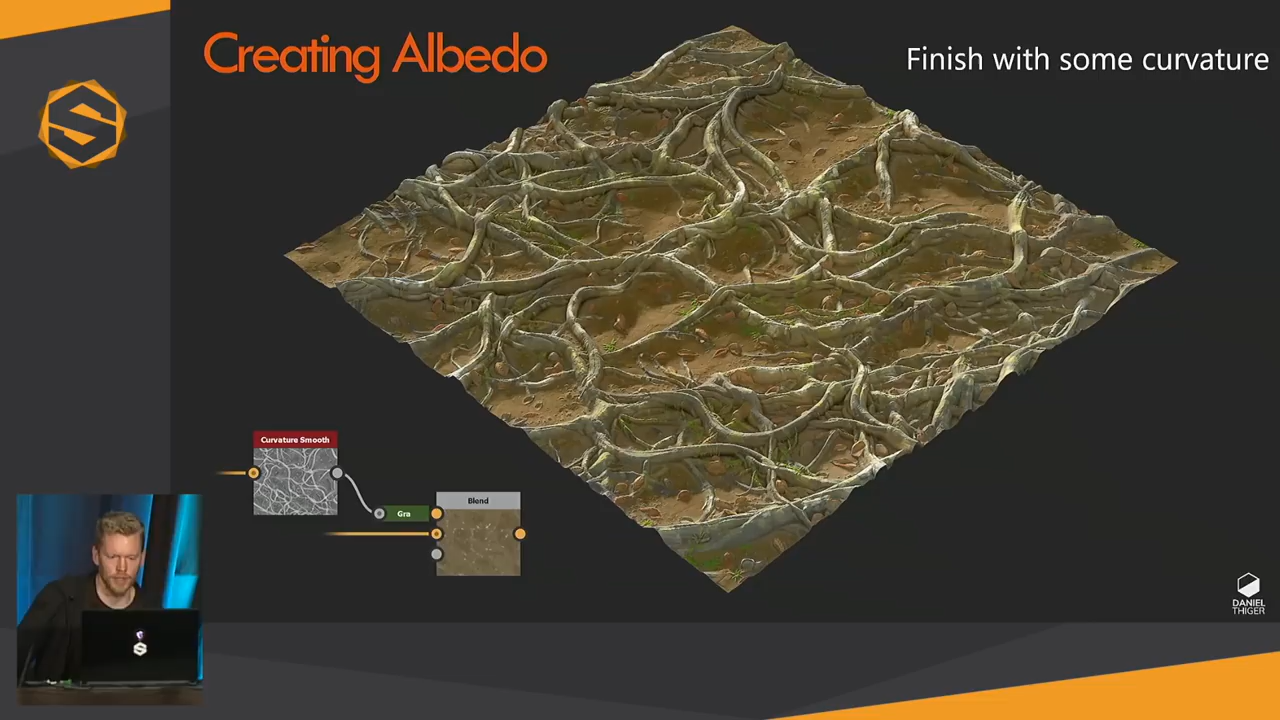 Creating Albedo
Finish with some curvature
Curvature Smooth
Gra
Blend
DANIEL
THIGER